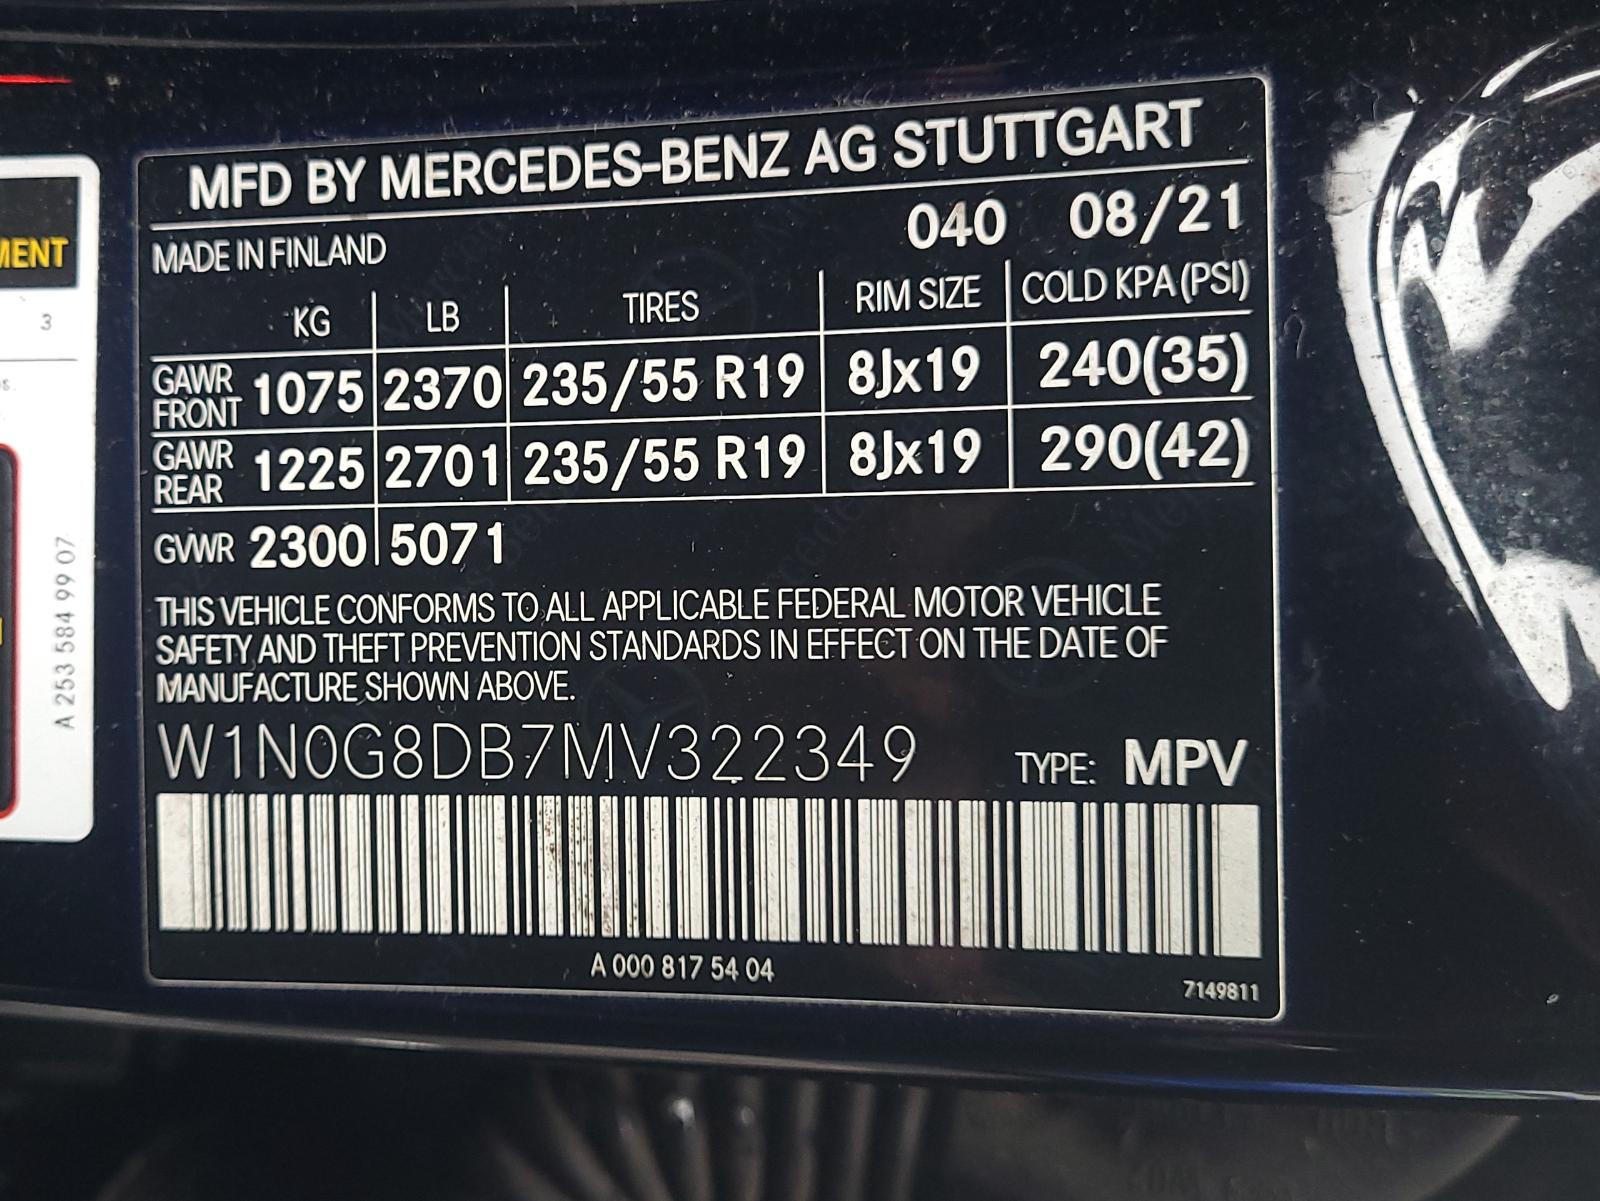 MENT
3
A 253 584 99 07
MFD BY MERCEDES-BENZ AG STUTTGART
MADE IN FINLAND 040 08/21
KG LB TIRES RIM SIZE COLD KPA (PSI)
GAWR FRONT 1075 2370 235/55 R19 8Jx19 240(35)
GAWR REAR 1225 2701 235/55 R19 8Jx19 290(42)
GVWR 2300 5071
THIS VEHICLE CONFORMS TO ALL APPLICABLE FEDERAL MOTOR VEHICLE
SAFETY AND THEFT PREVENTION STANDARDS IN EFFECT ON THE DATE OF
MANUFACTURE SHOWN ABOVE.
W1N0G8DB7MV322349 TYPE: MPV
A 000 817 54 04
7149811